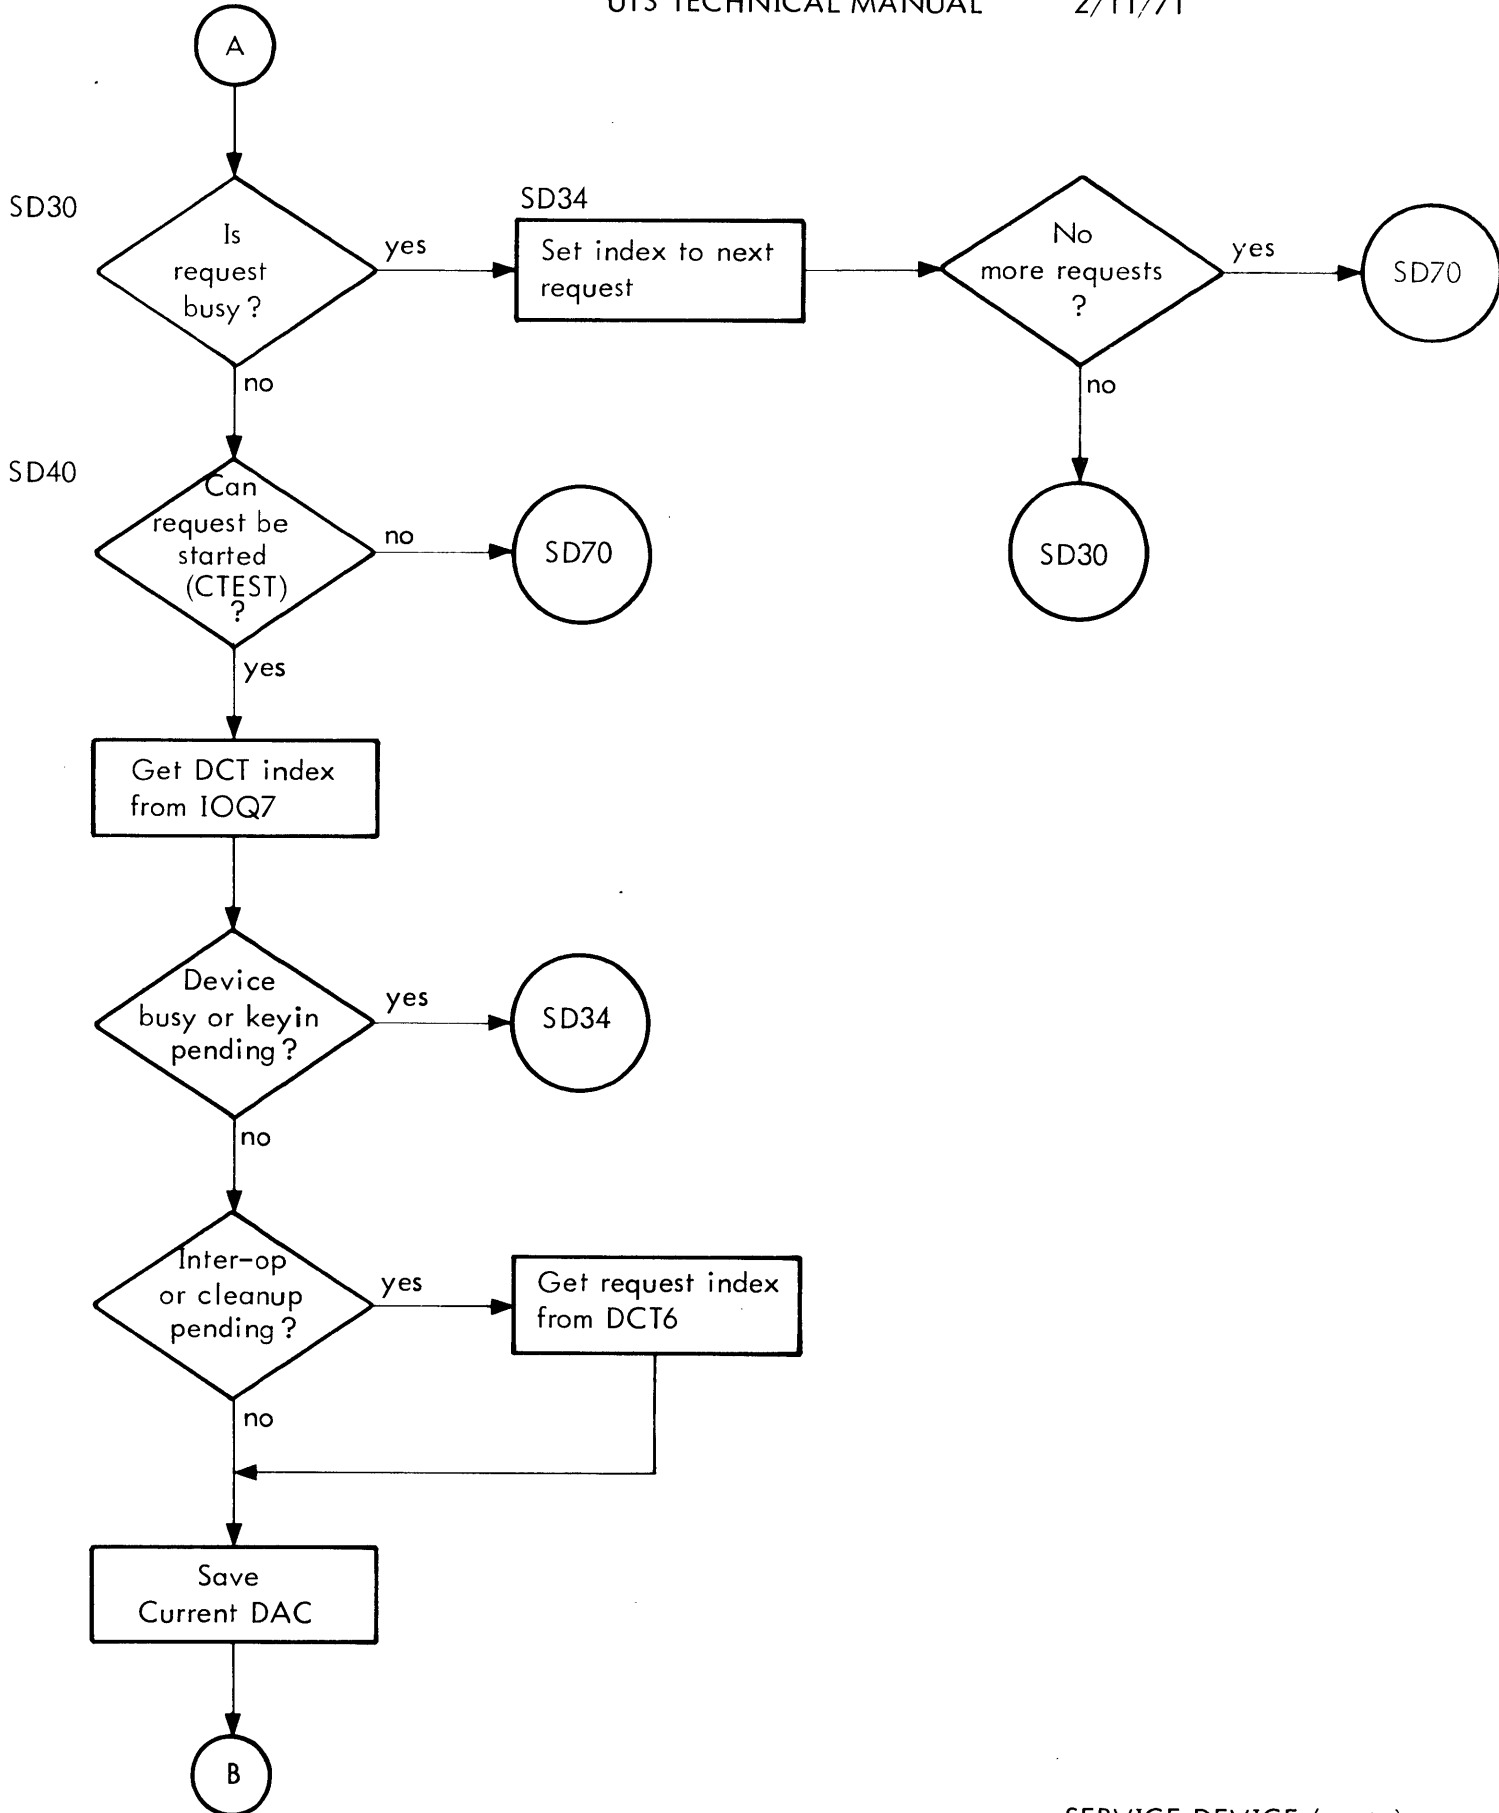 UTS TECHNICAL MANUAL 2/11/71
A
SD30
Is
request
busy ?
yes
SD34
Set index to next
request
No
more requests
?
yes
SD70
no
no
SD30
SD40
Can
request be
started
(CTEST)
?
no
SD70
yes
Get DCT index
from IOQ7
Device
busy or keyin
pending ?
yes
SD34
no
Inter-op
or cleanup
pending ?
yes
Get request index
from DCT6
no
Save
Current DAC
B
SERVICE DEVICE